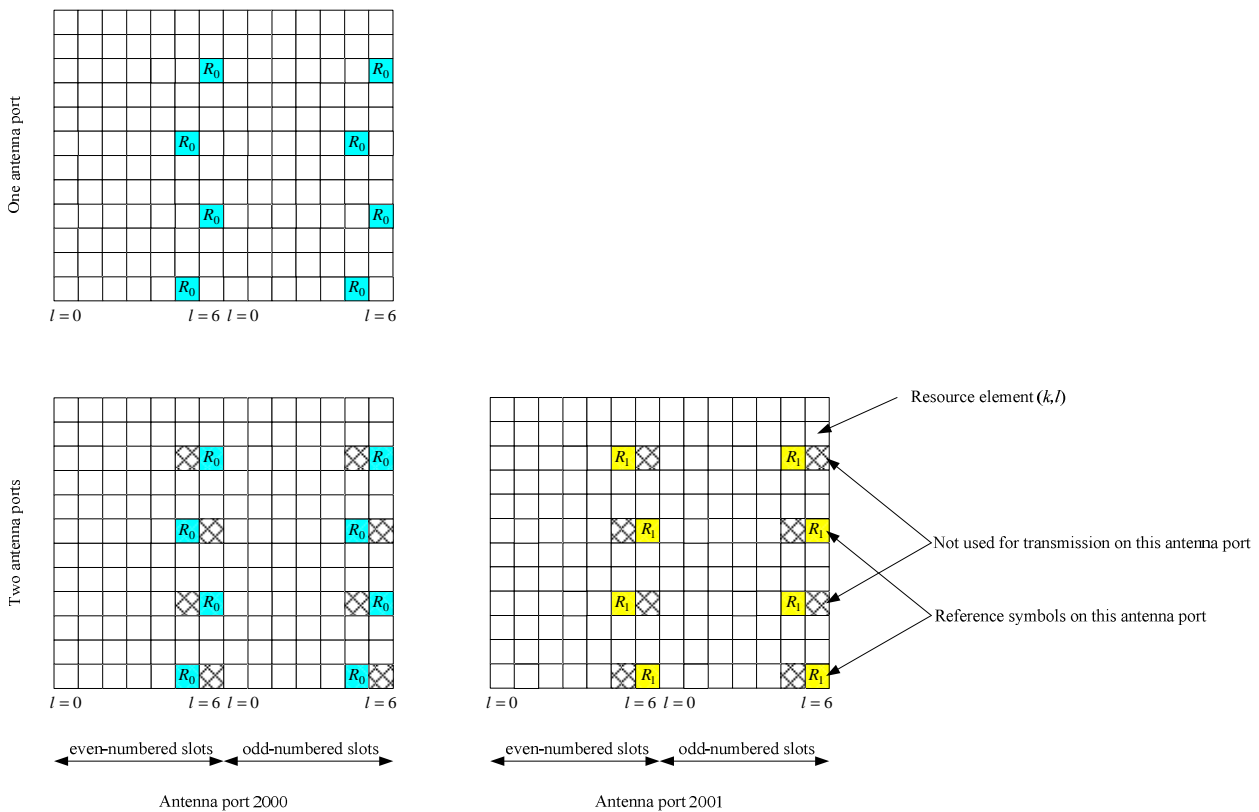 One antenna port
R0 R0
R0 R0
R0 R0
R0 R0
l = 0 l = 6 l = 0 l = 6
Two antenna ports
R0 R0
R0 R0
R0 R0
R0 R0
l = 0 l = 6 l = 0 l = 6
even-numbered slots odd-numbered slots
Antenna port 2000
R1 R1
R1 R1
R1 R1
R1 R1
l = 0 l = 6 l = 0 l = 6
even-numbered slots odd-numbered slots
Antenna port 2001
Resource element (k,l)
Not used for transmission on this antenna port
Reference symbols on this antenna port